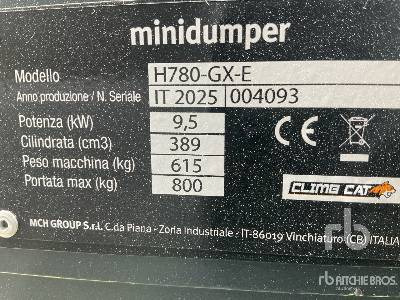 minidumper
Modello H780-GX-E
Anno produzione / N. Seriale IT 2025 004093
Potenza (kW) 9,5
Cilindrata (cm3) 389
Peso macchina (kg) 615
Portata max (kg) 800
CE
CLIMB CAT
MCH GROUP S.r.l. C.da Piana - Zona Industriale - IT-86019 Vinchiaturo (CB) ITALIA
rb
RITCHIE BROS.